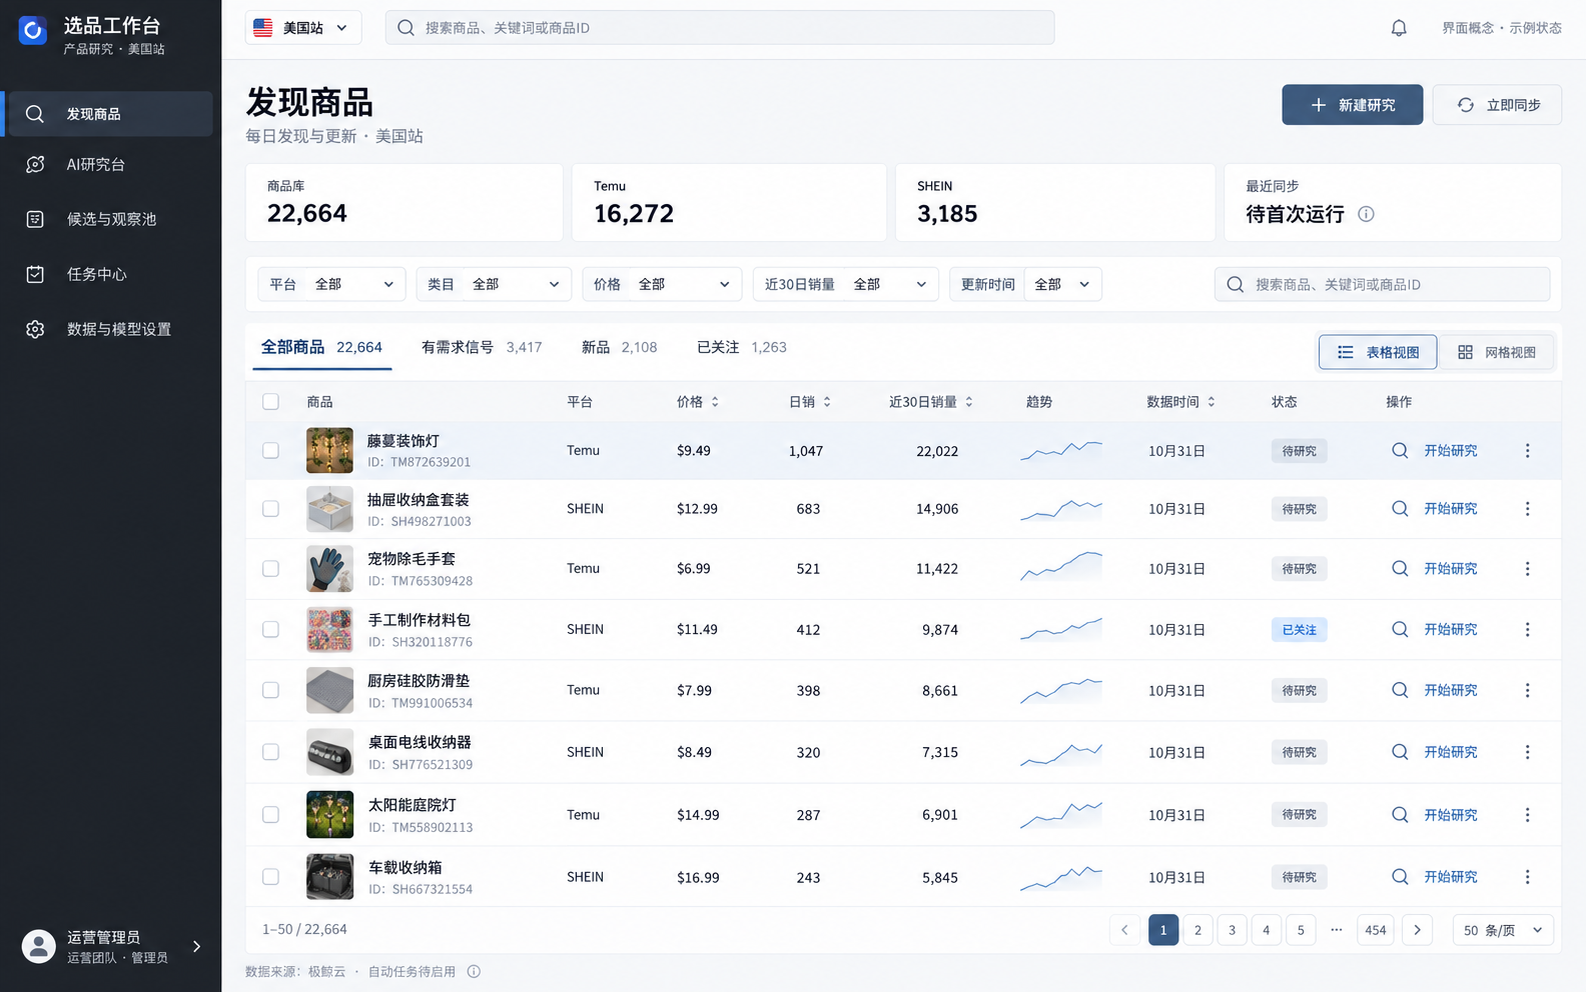 选品工作台
产品研究 · 美国站
发现商品
AI研究台
候选与观察池
任务中心
数据与模型设置
运营管理员
运营团队 · 管理员
美国站
搜索商品、关键词或商品ID
界面概念 · 示例状态
发现商品
每日发现与更新 · 美国站
新建研究
立即同步
商品库
22,664
Temu
16,272
SHEIN
3,185
最近同步
待首次运行
平台 全部
类目 全部
价格 全部
近30日销量 全部
更新时间 全部
搜索商品、关键词或商品ID
全部商品 22,664
有需求信号 3,417
新品 2,108
已关注 1,263
表格视图
网格视图
商品 平台 价格 日销 近30日销量 趋势 数据时间 状态 操作
藤蔓装饰灯
ID: TM872639201
Temu $9.49 1,047 22,022 10月31日 待研究 开始研究
抽屉收纳盒套装
ID: SH498271003
SHEIN $12.99 683 14,906 10月31日 待研究 开始研究
宠物除毛手套
ID: TM765309428
Temu $6.99 521 11,422 10月31日 待研究 开始研究
手工制作材料包
ID: SH320118776
SHEIN $11.49 412 9,874 10月31日 已关注 开始研究
厨房硅胶防滑垫
ID: TM991006534
Temu $7.99 398 8,661 10月31日 待研究 开始研究
桌面电线收纳器
ID: SH776521309
SHEIN $8.49 320 7,315 10月31日 待研究 开始研究
太阳能庭院灯
ID: TM558902113
Temu $14.99 287 6,901 10月31日 待研究 开始研究
车载收纳箱
ID: SH667321554
SHEIN $16.99 243 5,845 10月31日 待研究 开始研究
1–50 / 22,664
1 2 3 4 5 ··· 454
50 条/页
数据来源：极鲸云 · 自动任务待启用